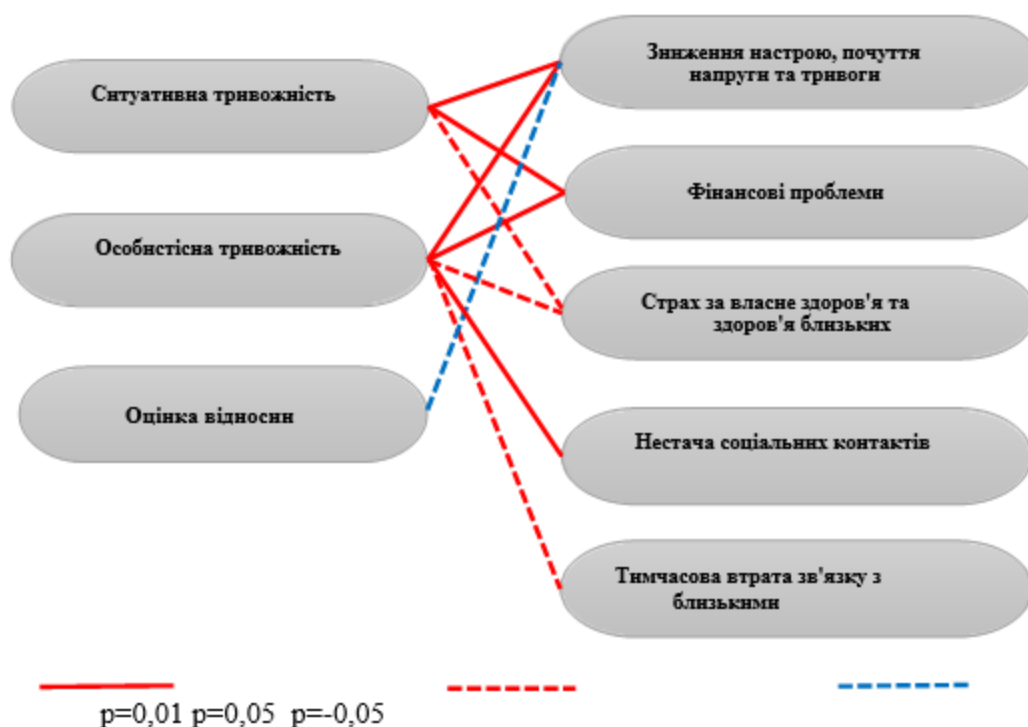 Ситуативна тривожність
Особистісна тривожність
Оцінка відносин
Зниження настрою, почуття
напруги та тривоги
Фінансові проблеми
Страх за власне здоров'я та
здоров'я близьких
Нестача соціальних контактів
Тимчасова втрата зв'язку з
близькими
p=0,01 p=0,05 p=-0,05